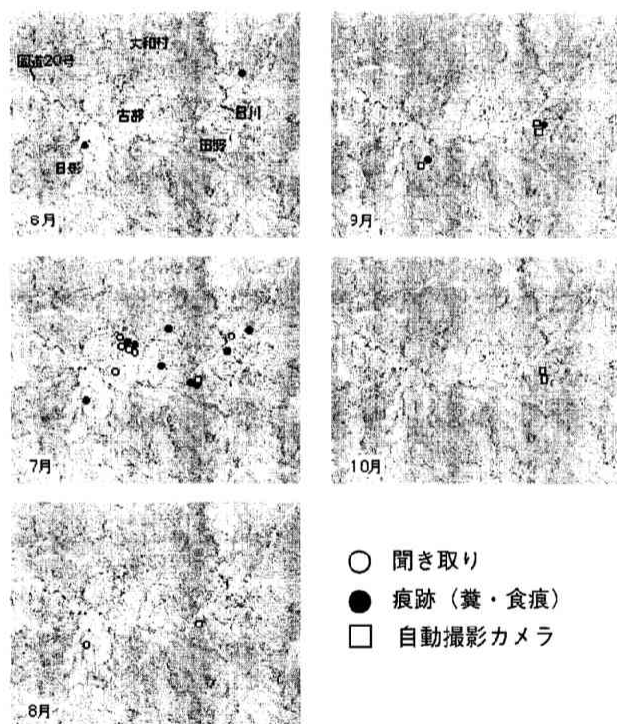 大和村
国道20号
日川
古部
田野
日影
6月
9月
7月
10月
8月
○ 聞き取り
● 痕跡（糞・食痕）
□ 自動撮影カメラ